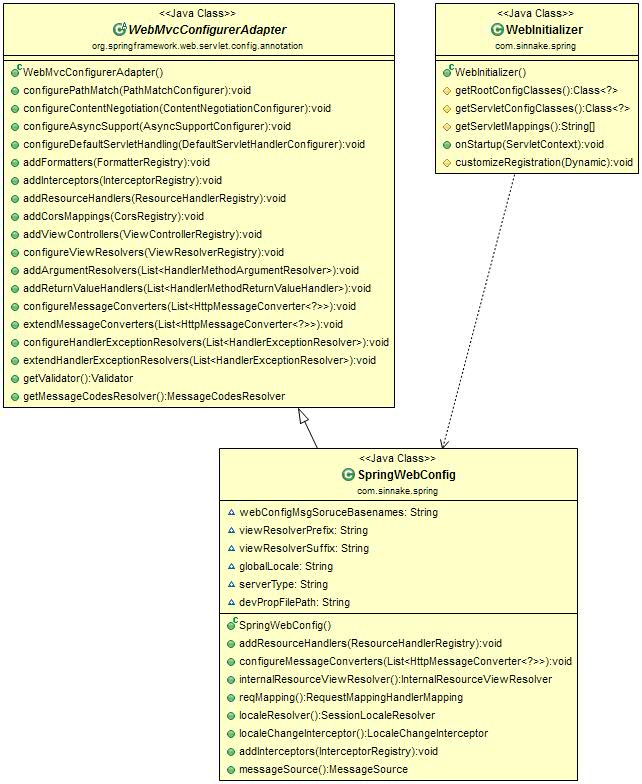 <<Java Class>>
WebMvcConfigurerAdapter
org.springframework.web.servlet.config.annotation
WebMvcConfigurerAdapter()
configurePathMatch(PathMatchConfigurer):void
configureContentNegotiation(ContentNegotiationConfigurer):void
configureAsyncSupport(AsyncSupportConfigurer):void
configureDefaultServletHandling(DefaultServletHandlerConfigurer):void
addFormatters(FormatterRegistry):void
addInterceptors(InterceptorRegistry):void
addResourceHandlers(ResourceHandlerRegistry):void
addCorsMappings(CorsRegistry):void
addViewControllers(ViewControllerRegistry):void
configureViewResolvers(ViewResolverRegistry):void
addArgumentResolvers(List<HandlerMethodArgumentResolver>):void
addReturnValueHandlers(List<HandlerMethodReturnValueHandler>):void
configureMessageConverters(List<HttpMessageConverter<?>>):void
extendMessageConverters(List<HttpMessageConverter<?>>):void
configureHandlerExceptionResolvers(List<HandlerExceptionResolver>):void
extendHandlerExceptionResolvers(List<HandlerExceptionResolver>):void
getValidator():Validator
getMessageCodesResolver():MessageCodesResolver
<<Java Class>>
WebInitializer
com.sinnake.spring
WebInitializer()
getRootConfigClasses():Class<?>
getServletConfigClasses():Class<?>
getServletMappings():String[]
onStartup(ServletContext):void
customizeRegistration(Dynamic):void
<<Java Class>>
SpringWebConfig
com.sinnake.spring
webConfigMsgSoruceBasenames: String
viewResolverPrefix: String
viewResolverSuffix: String
globalLocale: String
serverType: String
devPropFilePath: String
SpringWebConfig()
addResourceHandlers(ResourceHandlerRegistry):void
configureMessageConverters(List<HttpMessageConverter<?>>):void
internalResourceViewResolver():InternalResourceViewResolver
reqMapping():RequestMappingHandlerMapping
localeResolver():SessionLocaleResolver
localeChangeInterceptor():LocaleChangeInterceptor
addInterceptors(InterceptorRegistry):void
messageSource():MessageSource